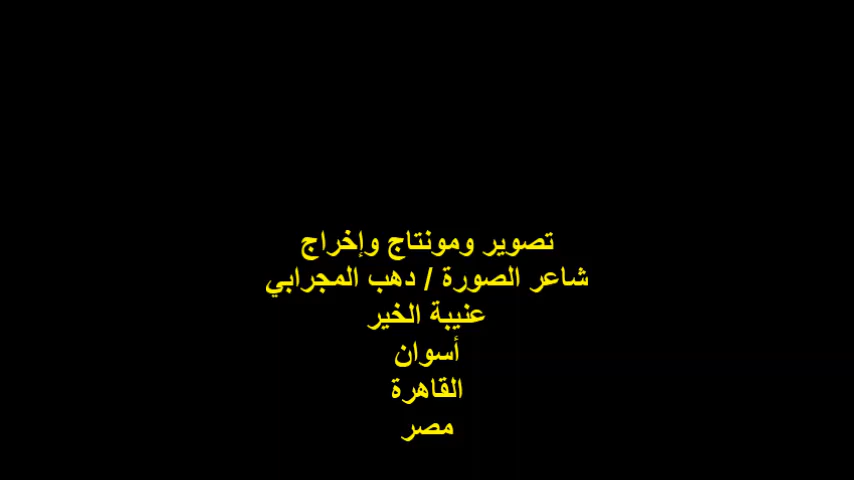 تصوير ومونتاج وإخراج
شاعر الصورة / دهب المجرابي
عنيبة الخير
أسوان
القاهرة
مصر